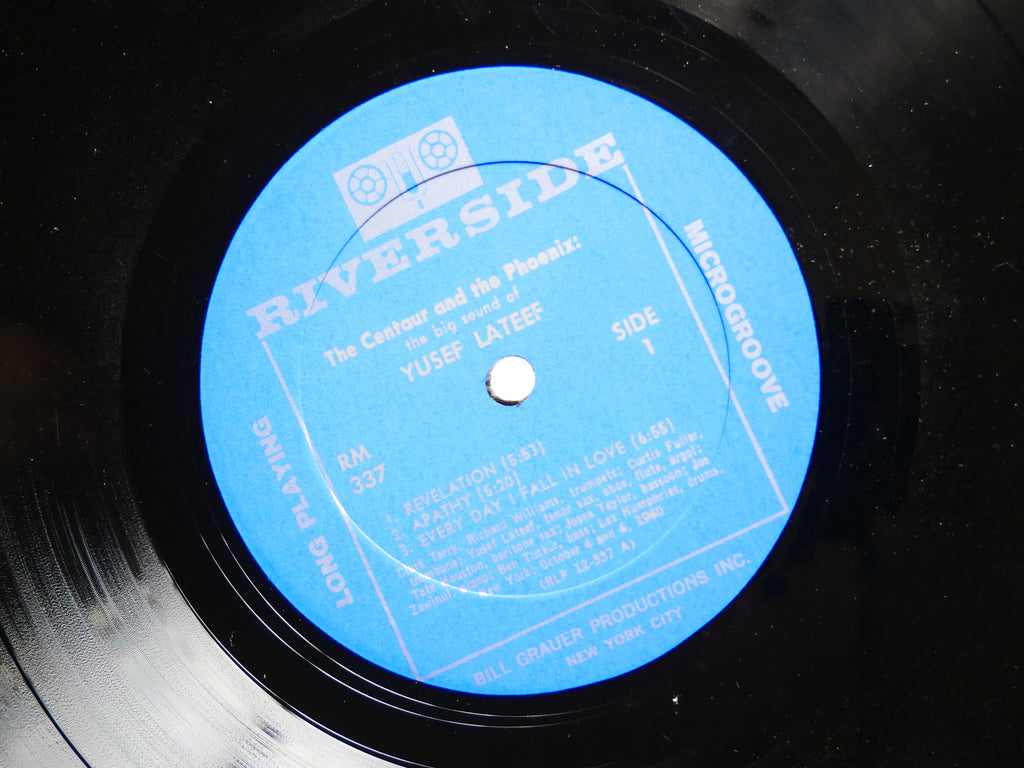 RIVERSIDE
The Centaur and the Phoenix:
the big sound of
YUSEF LATEEF
SIDE
1
MICROGROOVE
LONG PLAYING
RM
337
1. REVELATION (5:53)
2. APATHY (5:20)
3. EVERY DAY I FALL IN LOVE (6:55)
Terry, Richard Williams, trumpets; Curtis Fuller,
trombone; Yusef Lateef, tenor sax, oboe, flute, argol;
Tate Houston, baritone sax; Josea Taylor, bassoon; Joe
Zawinul, piano; Ben Tucker, bass; Lex Humphries, drums.
New York; October 4 and 6, 1960
(RLP 12-337 A)
BILL GRAUER PRODUCTIONS INC.
NEW YORK CITY